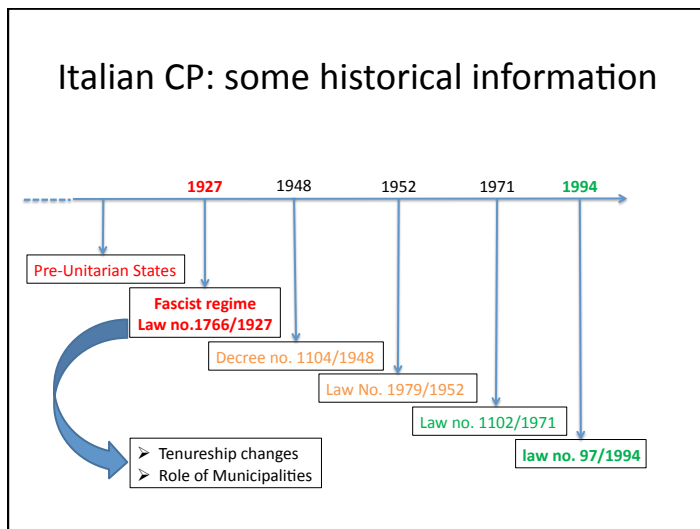 Italian CP: some historical information
1927 1948 1952 1971 1994
Pre-Unitarian States
Fascist regime
Law no.1766/1927
Decree no. 1104/1948
Law No. 1979/1952
Law no. 1102/1971
law no. 97/1994
➢ Tenureship changes
➢ Role of Municipalities